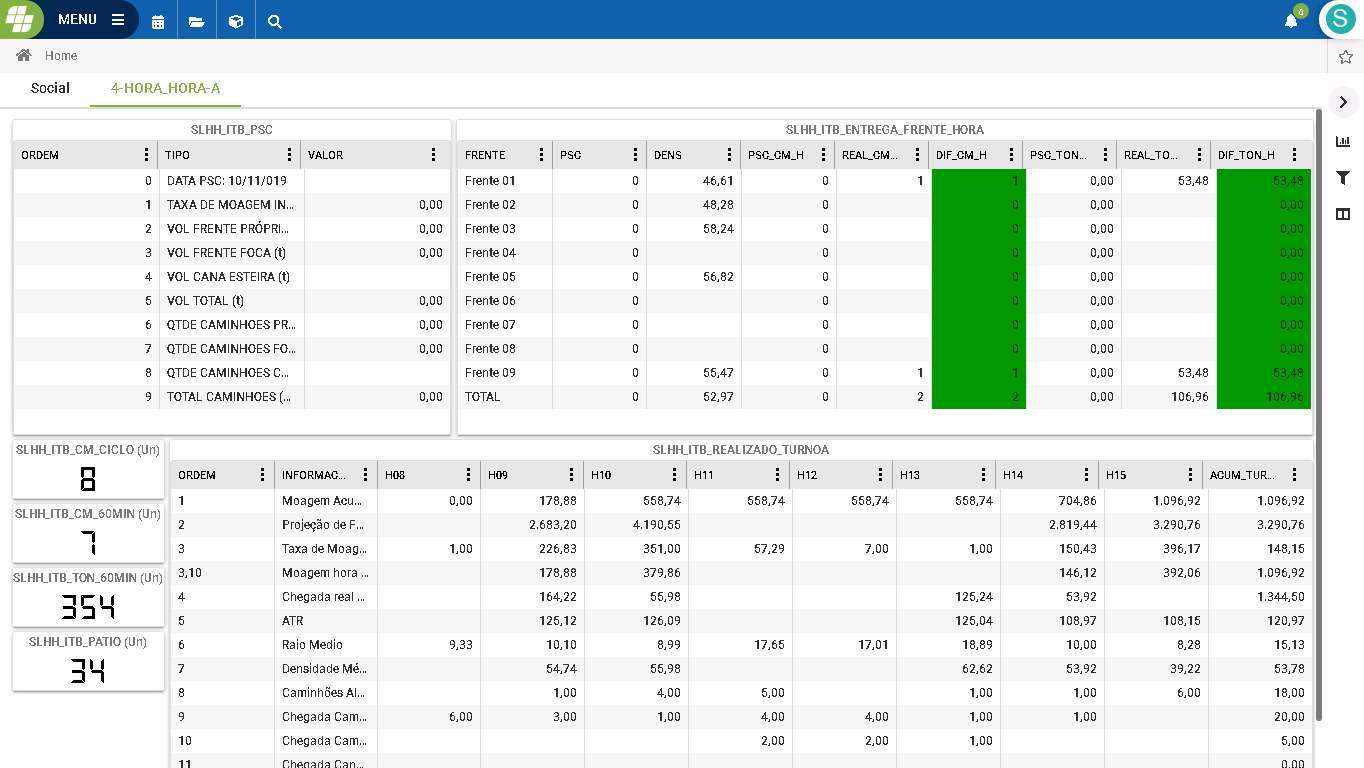 MENU
0
S
Home
Social 4-HORA_HORA-A
SLHH_ITB_PSC
ORDEM TIPO VALOR
0 DATA PSC: 10/11/019
1 TAXA DE MOAGEM IN... 0,00
2 VOL FRENTE PRÓPRI... 0,00
3 VOL FRENTE FOCA (t) 0,00
4 VOL CANA ESTEIRA (t)
5 VOL TOTAL (t) 0,00
6 QTDE CAMINHOES PR... 0,00
7 QTDE CAMINHOES FO... 0,00
8 QTDE CAMINHOES C...
9 TOTAL CAMINHOES (... 0,00
SLHH_ITB_ENTREGA_FRENTE_HORA
FRENTE PSC DENS PSC_CM_H REAL_CM... DIF_CM_H PSC_TON... REAL_TO... DIF_TON_H
Frente 01 0 46,61 0 1 1 0,00 53,48 53,48
Frente 02 0 48,28 0 0 0,00 0,00
Frente 03 0 58,24 0 0 0,00 0,00
Frente 04 0 0 0 0,00 0,00
Frente 05 0 56,82 0 0 0,00 0,00
Frente 06 0 0 0 0,00 0,00
Frente 07 0 0 0 0,00 0,00
Frente 08 0 0 0 0,00 0,00
Frente 09 0 55,47 0 1 1 0,00 53,48 53,48
TOTAL 0 52,97 0 2 2 0,00 106,96 106,96
SLHH_ITB_CM_CICLO (Un)
8
SLHH_ITB_CM_60MIN (Un)
7
SLHH_ITB_TON_60MIN (Un)
354
SLHH_ITB_PATIO (Un)
34
SLHH_ITB_REALIZADO_TURNOA
ORDEM INFORMAC... H08 H09 H10 H11 H12 H13 H14 H15 ACUM_TUR...
1 Moagem Acu... 0,00 178,88 558,74 558,74 558,74 558,74 704,86 1.096,92 1.096,92
2 Projeção de F... 2.683,20 4.190,55 2.819,44 3.290,76 3.290,76
3 Taxa de Moag... 1,00 226,83 351,00 57,29 7,00 1,00 150,43 396,17 148,15
3,10 Moagem hora ... 178,88 379,86 146,12 392,06 1.096,92
4 Chegada real ... 164,22 55,98 125,24 53,92 1.344,50
5 ATR 125,12 126,09 125,04 108,97 108,15 120,97
6 Raio Medio 9,33 10,10 8,99 17,65 17,01 18,89 10,00 8,28 15,13
7 Densidade Mé... 54,74 55,98 62,62 53,92 39,22 53,78
8 Caminhões Al... 1,00 4,00 5,00 1,00 1,00 6,00 18,00
9 Chegada Cam... 6,00 3,00 1,00 4,00 4,00 1,00 1,00 20,00
10 Chegada Cam... 2,00 2,00 1,00 5,00
11 Chegada Can... 0,00